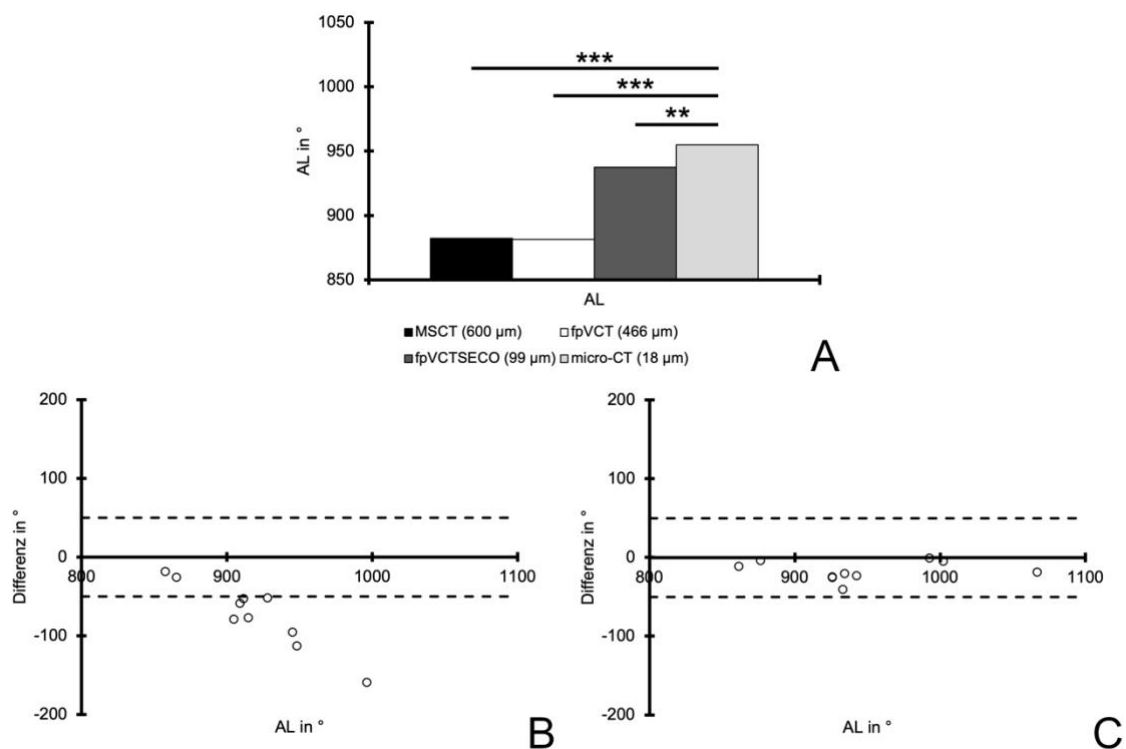 1050
1000
950
900
850
AL in °
***
***
**
AL
MSCT (600 µm) fpVCT (466 µm)
fpVCTSECO (99 µm) micro-CT (18 µm)
A
200
100
0
-100
-200
800 900 1000 1100
Differenz in °
AL in °
B
200
100
0
-100
-200
800 900 1000 1100
Differenz in °
AL in °
C